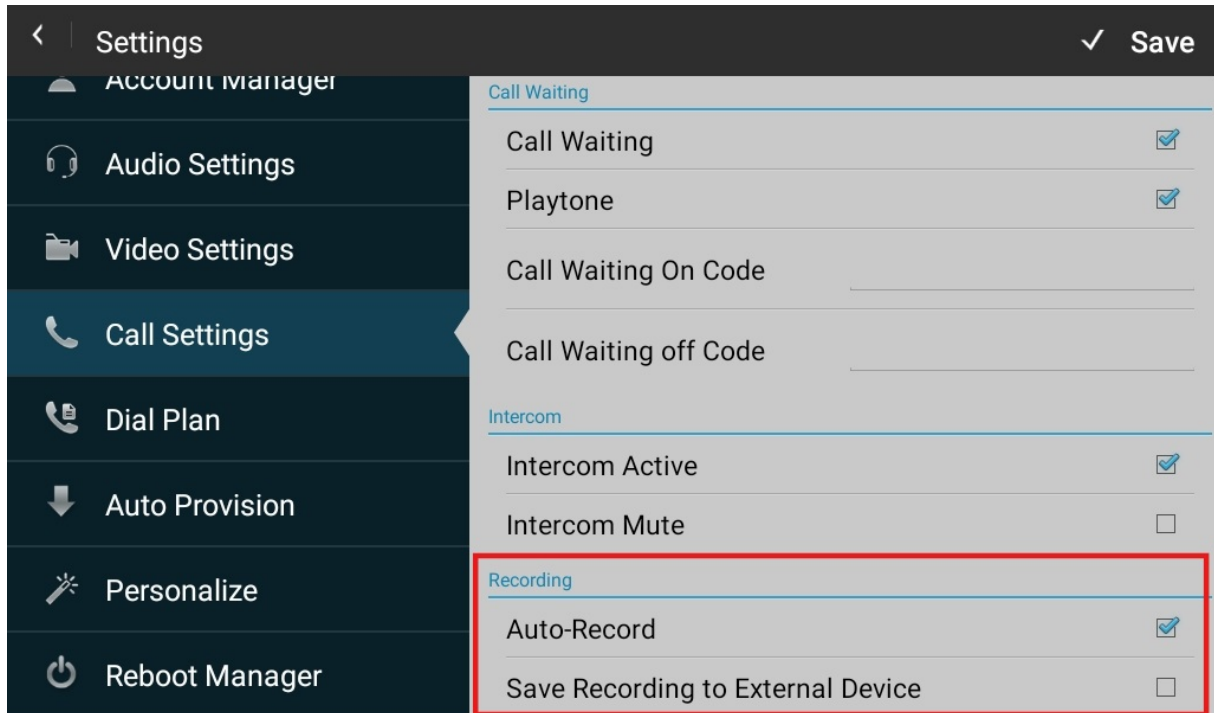 Settings
Save
Account Manager
Audio Settings
Video Settings
Call Settings
Dial Plan
Auto Provision
Personalize
Reboot Manager
Call Waiting
Call Waiting
Playtone
Call Waiting On Code
Call Waiting off Code
Intercom
Intercom Active
Intercom Mute
Recording
Auto-Record
Save Recording to External Device